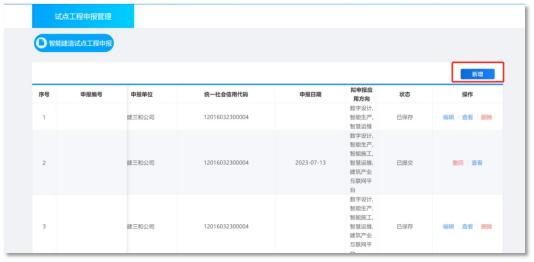 试点工程申报管理
智能建造试点工程申报
新增
序号 申报编号 申报单位 统一社会信用代码 申报日期 拟申报应用方向 状态 操作
1 建三和公司 12016032300004 数字设计,智能生产,智慧运维 已保存 编辑 查看 删除
2 建三和公司 12016032300004 2023-07-13 数字设计,智能生产,智能施工,智慧运维,建筑产业互联网平台 已提交 撤回 查看
3 建三和公司 12016032300004 数字设计,智能生产,智能施工,智慧运维,建筑产业互联网平 已保存 编辑 查看 删除